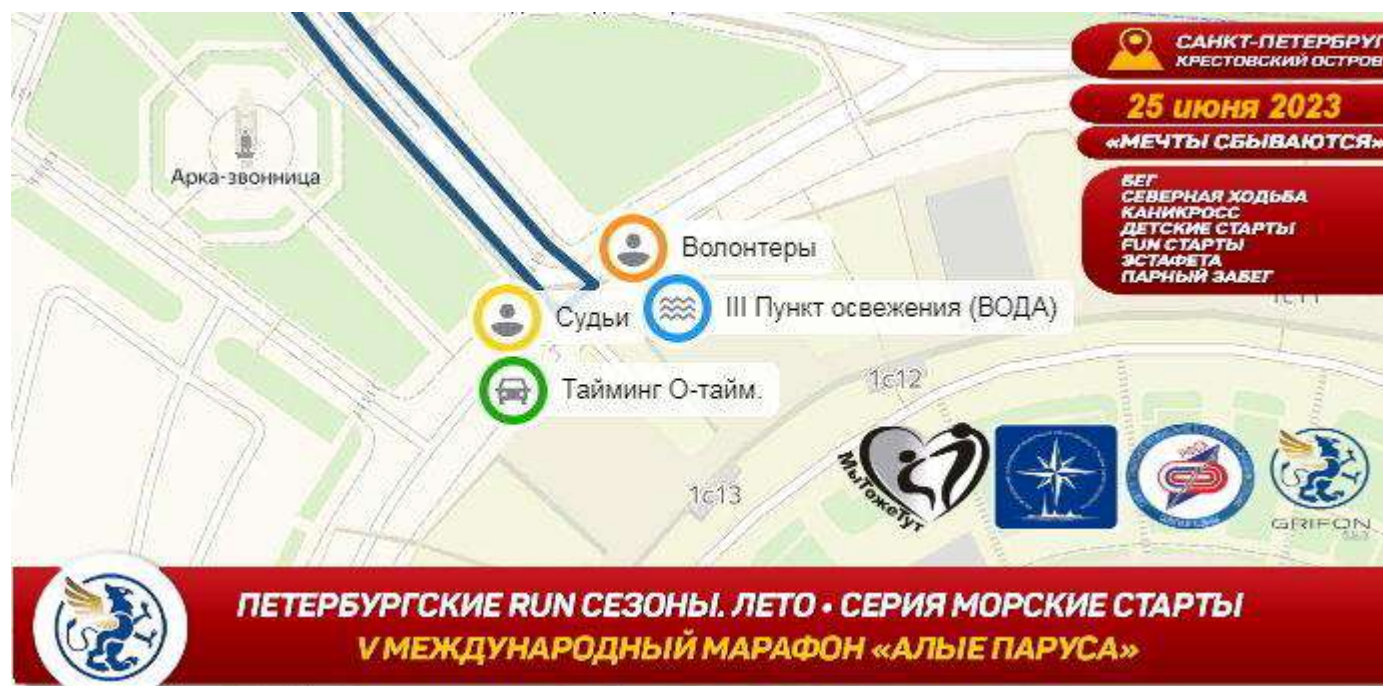 САНКТ-ПЕТЕРБРУГ
КРЕСТОВСКИЙ ОСТРОВ
25 июня 2023
«МЕЧТЫ СБЫВАЮТСЯ»
БЕГ
СЕВЕРНАЯ ХОДЬБА
КАНИКРОСС
ДЕТСКИЕ СТАРТЫ
FUN СТАРТЫ
ЭСТАФЕТА
ПАРНЫЙ ЗАБЕГ
Арка-звонница
Волонтеры
III Пункт освежения (ВОДА)
Судьи
Тайминг О-тайм.
1с12
1с13
МыТожеТут
GRIFON
ПЕТЕРБУРГСКИЕ RUN СЕЗОНЫ. ЛЕТО • СЕРИЯ МОРСКИЕ СТАРТЫ
V МЕЖДУНАРОДНЫЙ МАРАФОН «АЛЫЕ ПАРУСА»